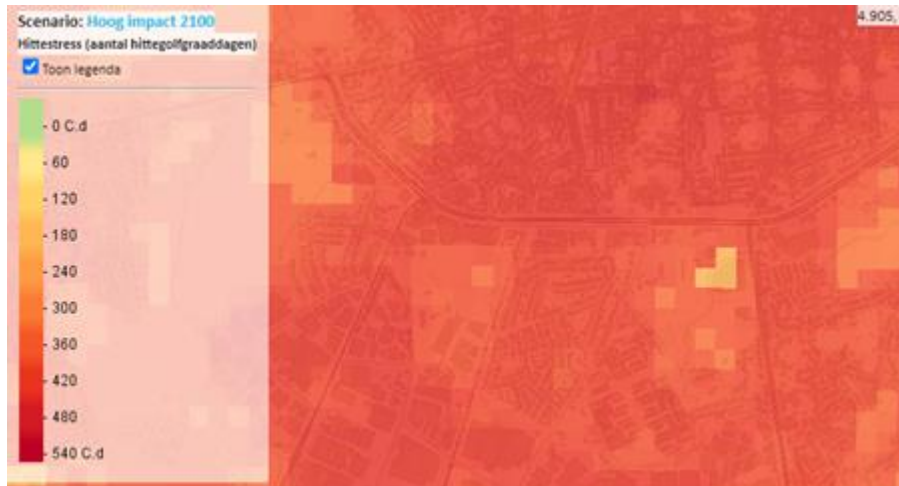 Scenario: Hoog impact 2100
Hittestress (aantal hittegolfgraaddagen)
Toon legenda
- 0 C.d
- 60
- 120
- 180
- 240
- 300
- 360
- 420
- 480
- 540 C.d
4.905,